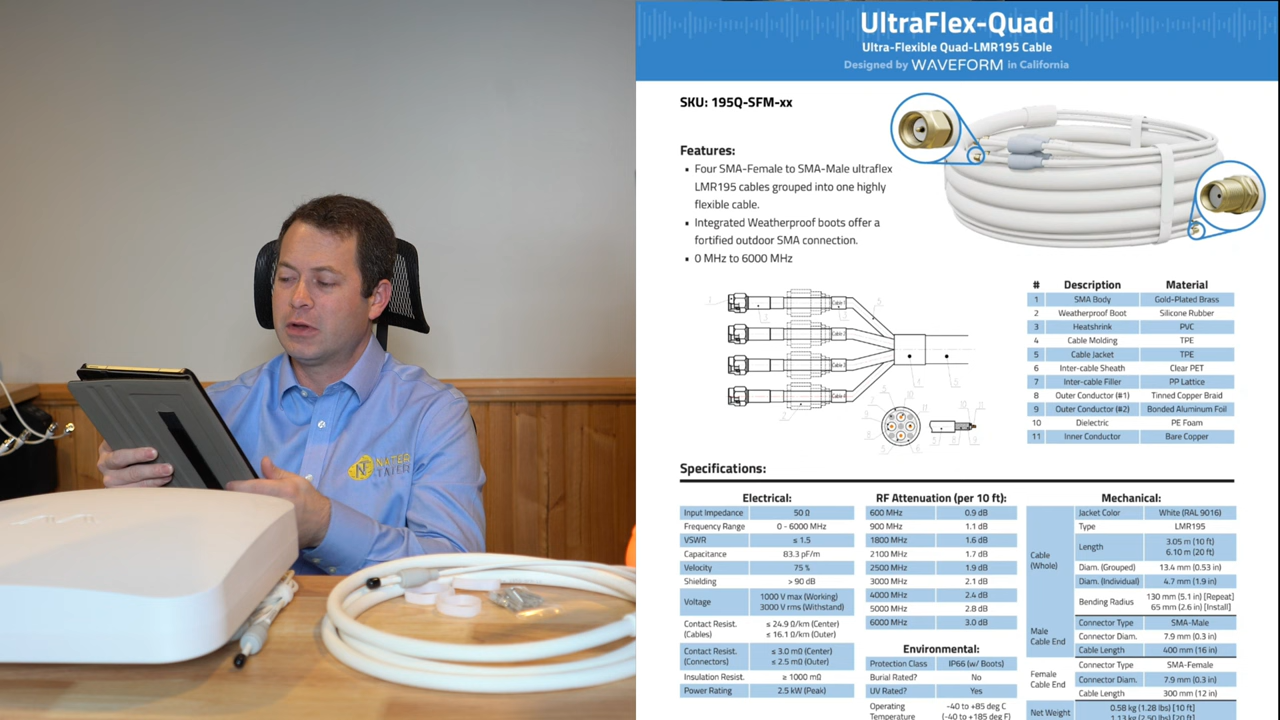 UltraFlex-Quad
Ultra-Flexible Quad-LMR195 Cable
Designed by WAVEFORM in California
SKU: 195Q-SFM-xx
Features:
▪ Four SMA-Female to SMA-Male ultraflex
LMR195 cables grouped into one highly
flexible cable.
▪ Integrated Weatherproof boots offer a
fortified outdoor SMA connection.
▪ 0 MHz to 6000 MHz
# Description Material
1 SMA Body Gold-Plated Brass
2 Weatherproof Boot Silicone Rubber
3 Heatshrink PVC
4 Cable Molding TPE
5 Cable Jacket TPE
6 Inter-cable Sheath Clear PET
7 Inter-cable Filler PP Lattice
8 Outer Conductor (#1) Tinned Copper Braid
9 Outer Conductor (#2) Bonded Aluminum Foil
10 Dielectric PE Foam
11 Inner Conductor Bare Copper
Specifications:
Electrical:
Input Impedance 50 Ω
Frequency Range 0 - 6000 MHz
VSWR ≤ 1.5
Capacitance 83.3 pF/m
Velocity 75 %
Shielding > 90 dB
Voltage 1000 V max (Working)
3000 V rms (Withstand)
Contact Resist. (Cables) ≤ 24.9 Ω/km (Center)
≤ 16.1 Ω/km (Outer)
Contact Resist. (Connectors) ≤ 3.0 mΩ (Center)
≤ 2.5 mΩ (Outer)
Insulation Resist. ≥ 1000 mΩ
Power Rating 2.5 kW (Peak)
RF Attenuation (per 10 ft):
600 MHz 0.9 dB
900 MHz 1.1 dB
1800 MHz 1.6 dB
2100 MHz 1.7 dB
2500 MHz 1.9 dB
3000 MHz 2.1 dB
4000 MHz 2.4 dB
5000 MHz 2.8 dB
6000 MHz 3.0 dB
Environmental:
Protection Class IP66 (w/ Boots)
Burial Rated? No
UV Rated? Yes
Operating Temperature -40 to +85 deg C
(-40 to +185 deg F)
Mechanical:
Cable (Whole)
Jacket Color White (RAL 9016)
Type LMR195
Length 3.05 m (10 ft)
6.10 m (20 ft)
Diam. (Grouped) 13.4 mm (0.53 in)
Diam. (Individual) 4.7 mm (1.9 in)
Bending Radius 130 mm (5.1 in) [Repeat]
65 mm (2.6 in) [Install]
Male Cable End
Connector Type SMA-Male
Connector Diam. 7.9 mm (0.3 in)
Cable Length 400 mm (16 in)
Female Cable End
Connector Type SMA-Female
Connector Diam. 7.9 mm (0.3 in)
Cable Length 300 mm (12 in)
Net Weight 0.58 kg (1.28 lbs) [10 ft]
1.13 kg (2.50 lbs) [20 ft]